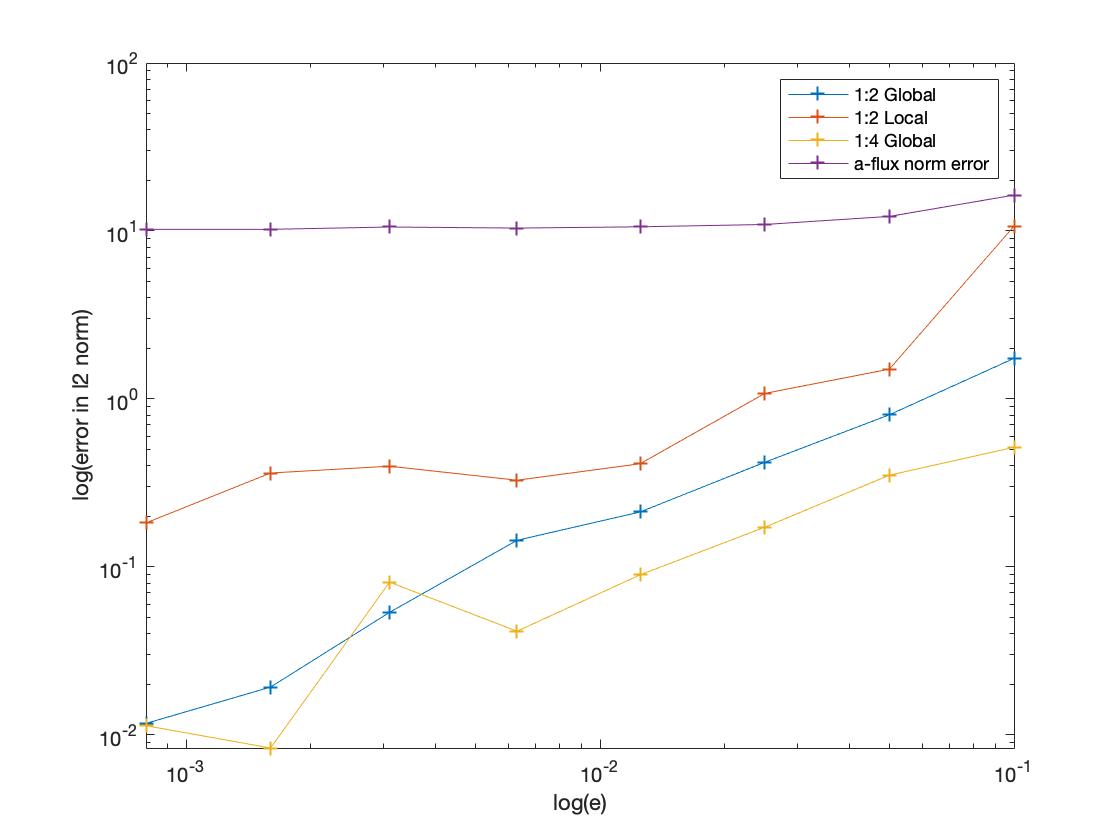 10^2
10^1
10^0
10^-1
10^-2
log(error in l2 norm)
1:2 Global
1:2 Local
1:4 Global
a-flux norm error
10^-3
10^-2
10^-1
log(e)